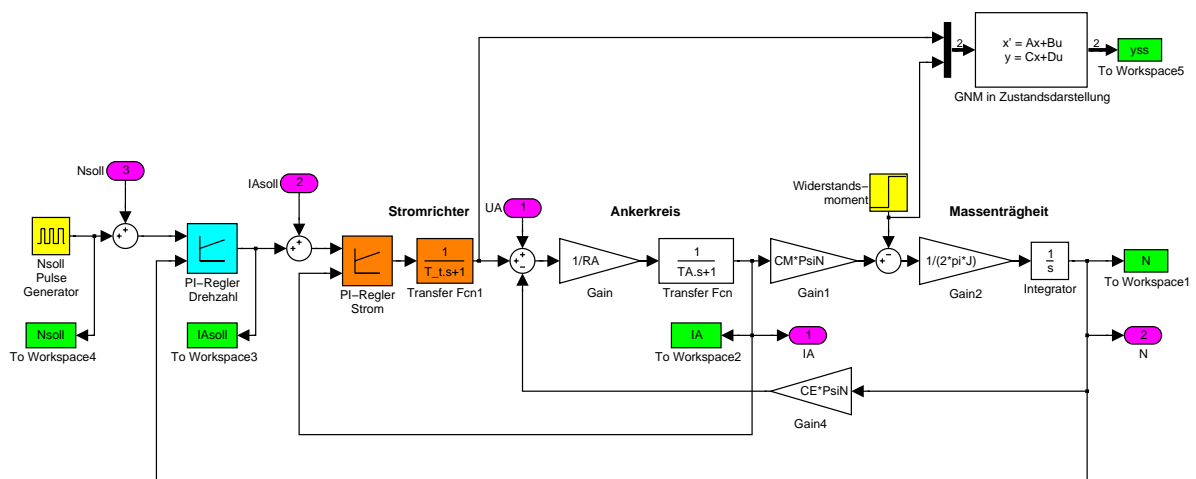 x' = Ax+Bu
y = Cx+Du
GNM in Zustandsdarstellung
2
2
yss
To Workspace5
Nsoll
3
IAsoll
2
UA
1
Stromrichter
Ankerkreis
Widerstands−
moment
Massenträgheit
Nsoll
Pulse
Generator
PI−Regler
Drehzahl
PI−Regler
Strom
1
T_t.s+1
Transfer Fcn1
1/RA
Gain
1
TA.s+1
Transfer Fcn
CM*PsiN
Gain1
1/(2*pi*J)
Gain2
1
s
Integrator
N
To Workspace1
Nsoll
To Workspace4
IAsoll
To Workspace3
IA
To Workspace2
1
IA
2
N
CE*PsiN
Gain4